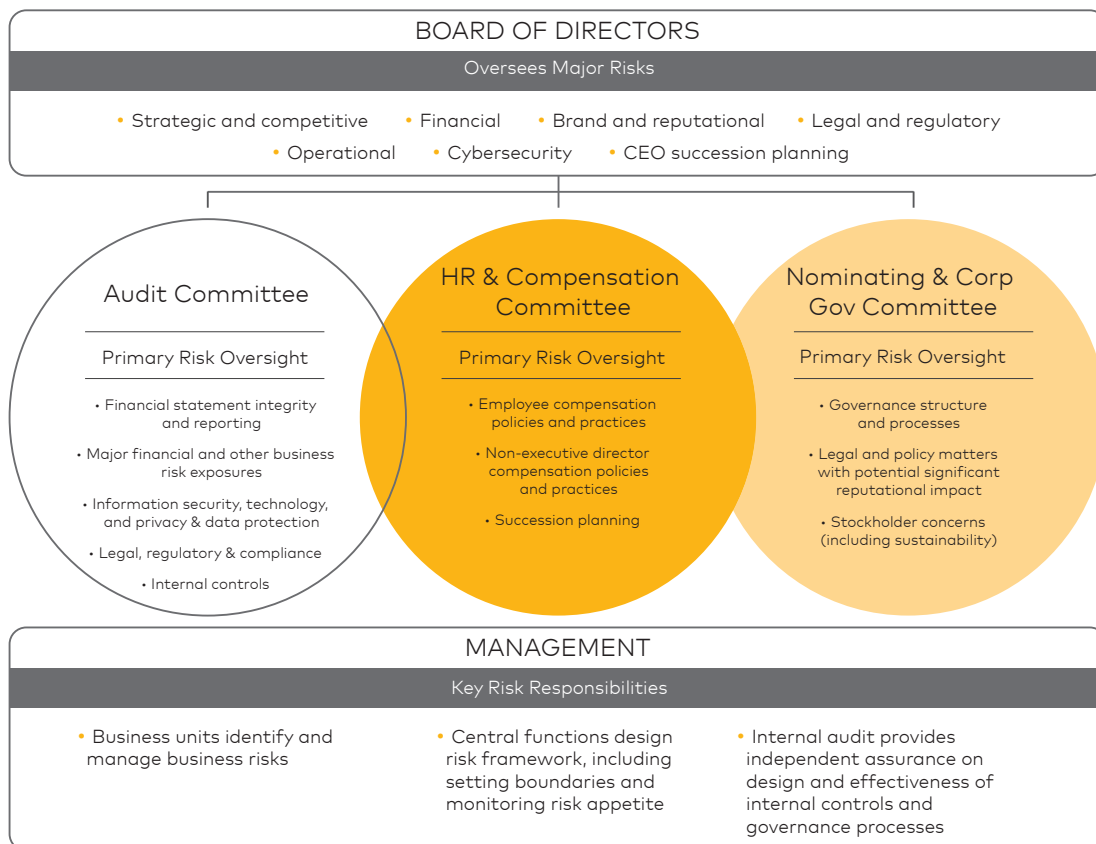 BOARD OF DIRECTORS
Oversees Major Risks
• Strategic and competitive • Financial • Brand and reputational • Legal and regulatory
• Operational • Cybersecurity • CEO succession planning
Audit Committee
Primary Risk Oversight
• Financial statement integrity
and reporting
• Major financial and other business
risk exposures
• Information security, technology,
and privacy & data protection
• Legal, regulatory & compliance
• Internal controls
HR & Compensation
Committee
Primary Risk Oversight
• Employee compensation
policies and practices
• Non-executive director
compensation policies
and practices
• Succession planning
Nominating & Corp
Gov Committee
Primary Risk Oversight
• Governance structure
and processes
• Legal and policy matters
with potential significant
reputational impact
• Stockholder concerns
(including sustainability)
MANAGEMENT
Key Risk Responsibilities
• Business units identify and
manage business risks
• Central functions design
risk framework, including
setting boundaries and
monitoring risk appetite
• Internal audit provides
independent assurance on
design and effectiveness of
internal controls and
governance processes